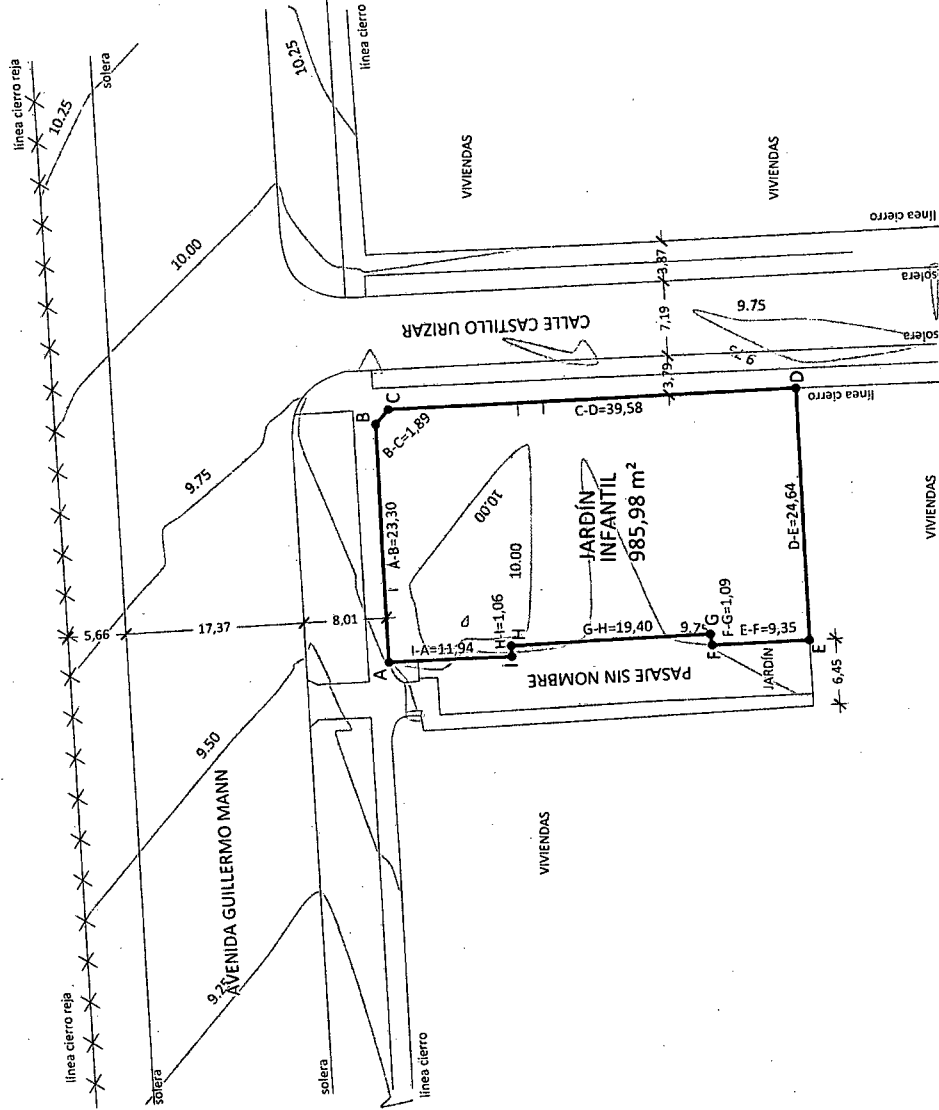 línea cierro reja
solera
10.25
10.25
línea cierro
10.00
VIVIENDAS
VIVIENDAS
línea cierro
solera
9.75
CALLE CASTILLO URIZAR
3,79
7,19
3,87
solera
línea cierro
9.75
5,66
17,37
8,01
A
B
C
A-B=23,30
B-C=1,89
C-D=39,58
D
10.00
10.00
JARDÍN
INFANTIL
985,98 m²
I-A=11,94
H-I=1,06
I
H
G-H=19,40
9.75
G
F
F-G=1,09
E-F=9,35
D-E=24,64
E
6,45
JARDÍN
PASAJE SIN NOMBRE
VIVIENDAS
VIVIENDAS
9.50
AVENIDA GUILLERMO MANN
9.25
línea cierro reja
solera
solera
línea cierro